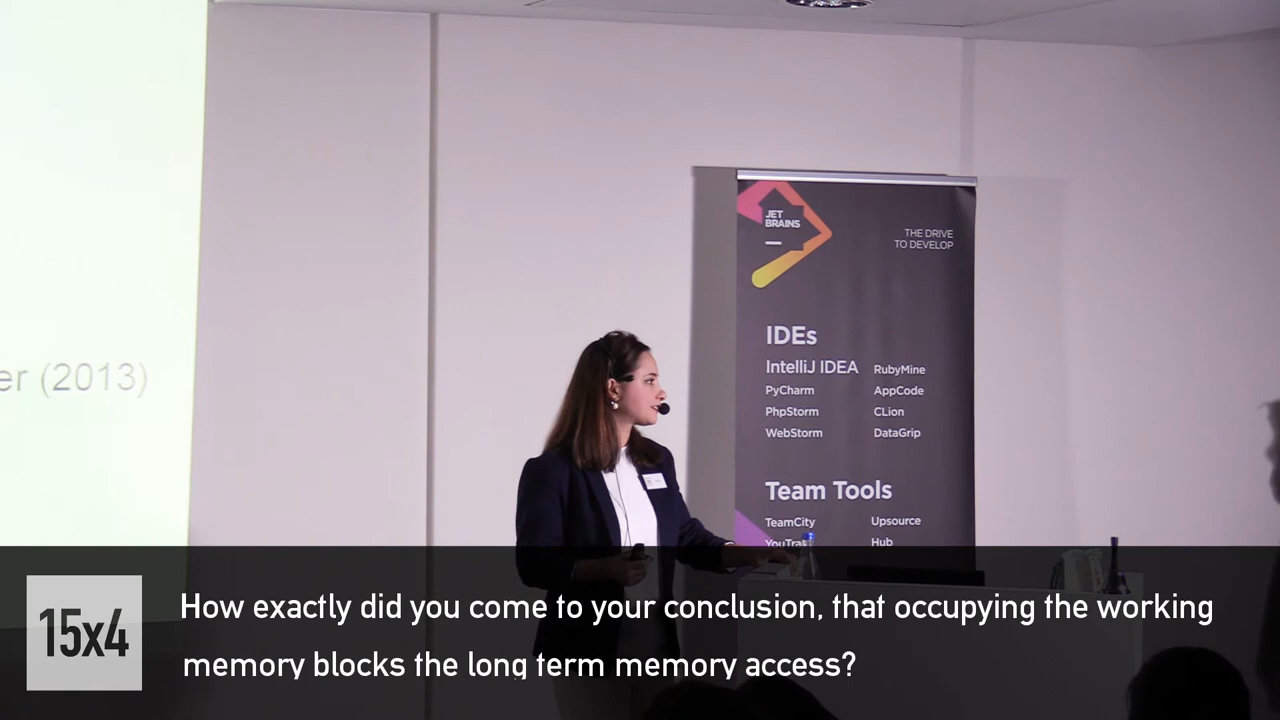 er (2013)
JET
BRAINS
THE DRIVE
TO DEVELOP
IDEs
IntelliJ IDEA RubyMine
PyCharm AppCode
PhpStorm CLion
WebStorm DataGrip
Team Tools
TeamCity Upsource
YouTra Hub
15x4
How exactly did you come to your conclusion, that occupying the working
memory blocks the long term memory access?